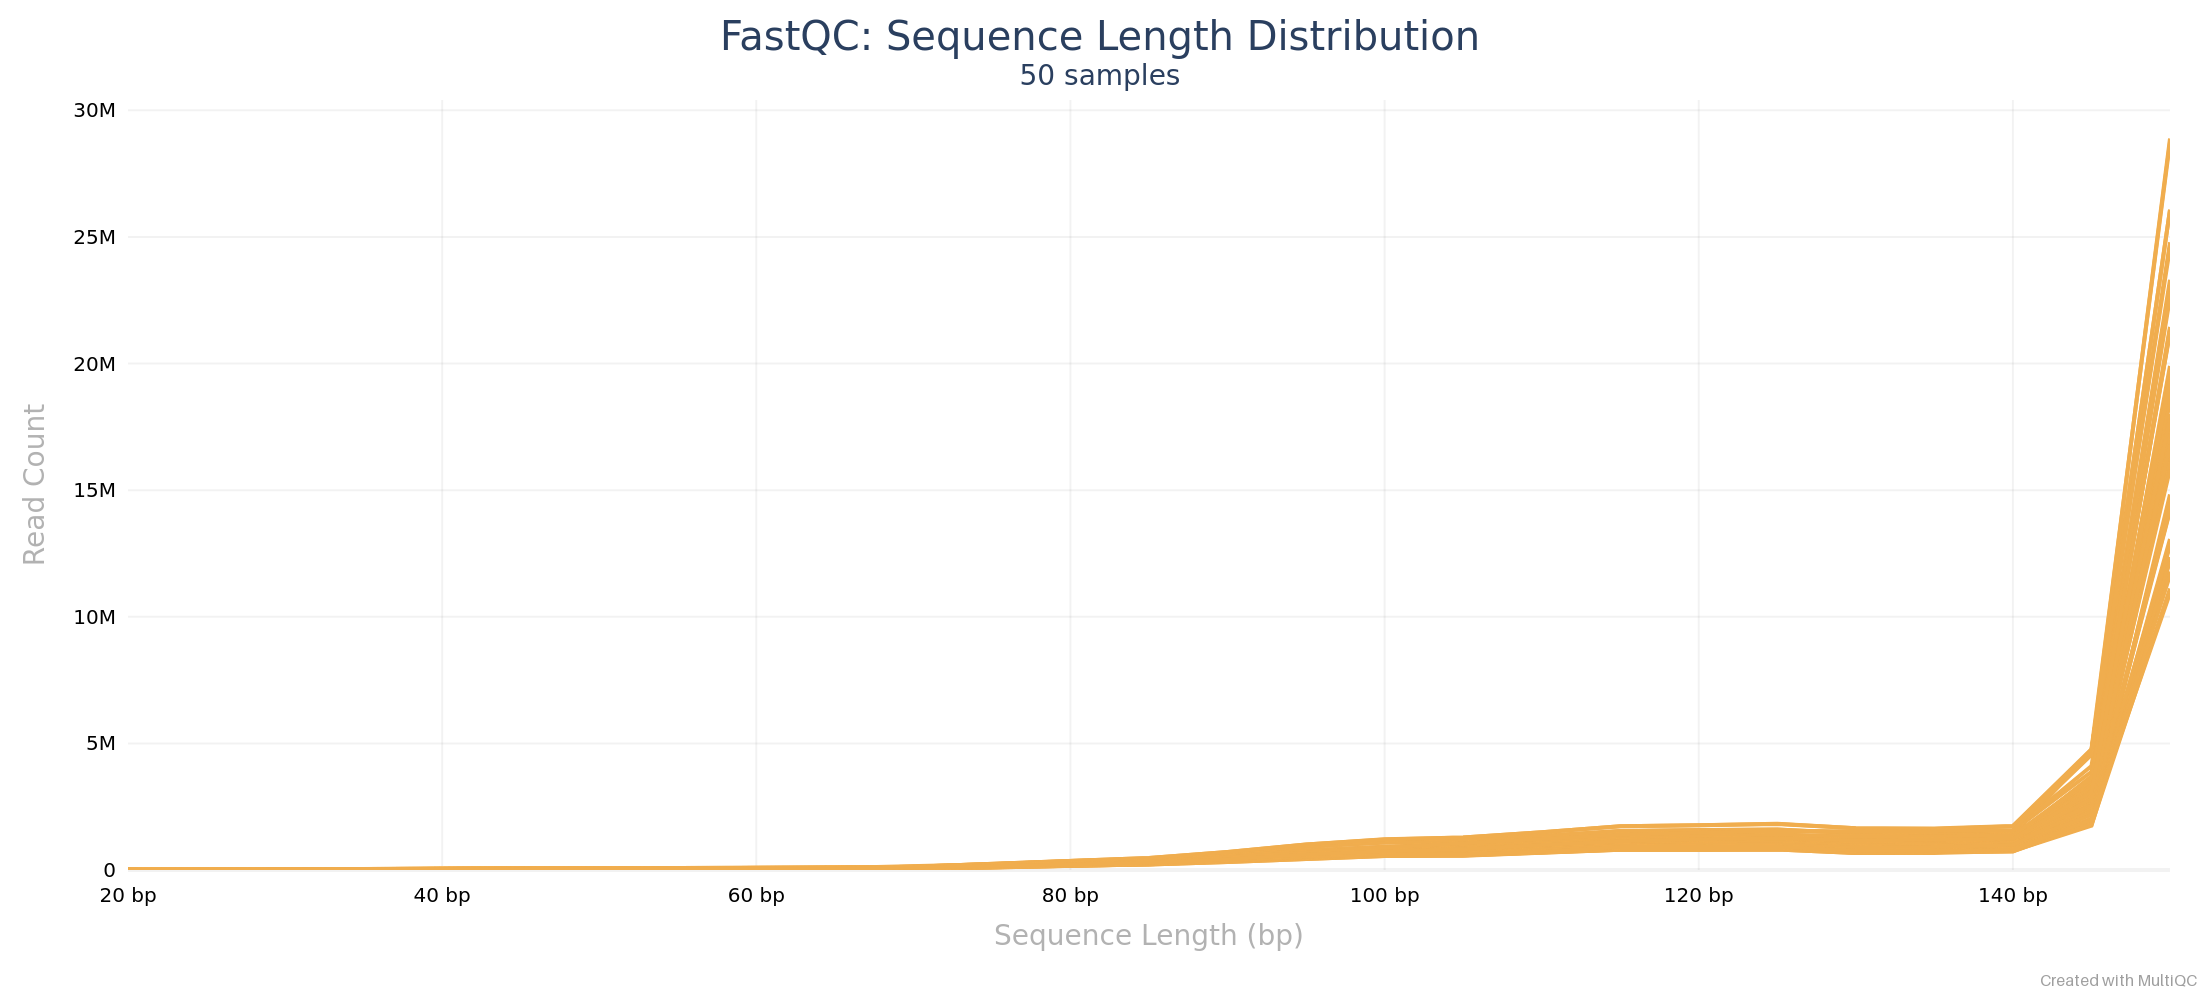 FastQC: Sequence Length Distribution
50 samples
30M
25M
20M
15M
10M
5M
0
Read Count
20 bp
40 bp
60 bp
80 bp
100 bp
120 bp
140 bp
Sequence Length (bp)
Created with MultiQC